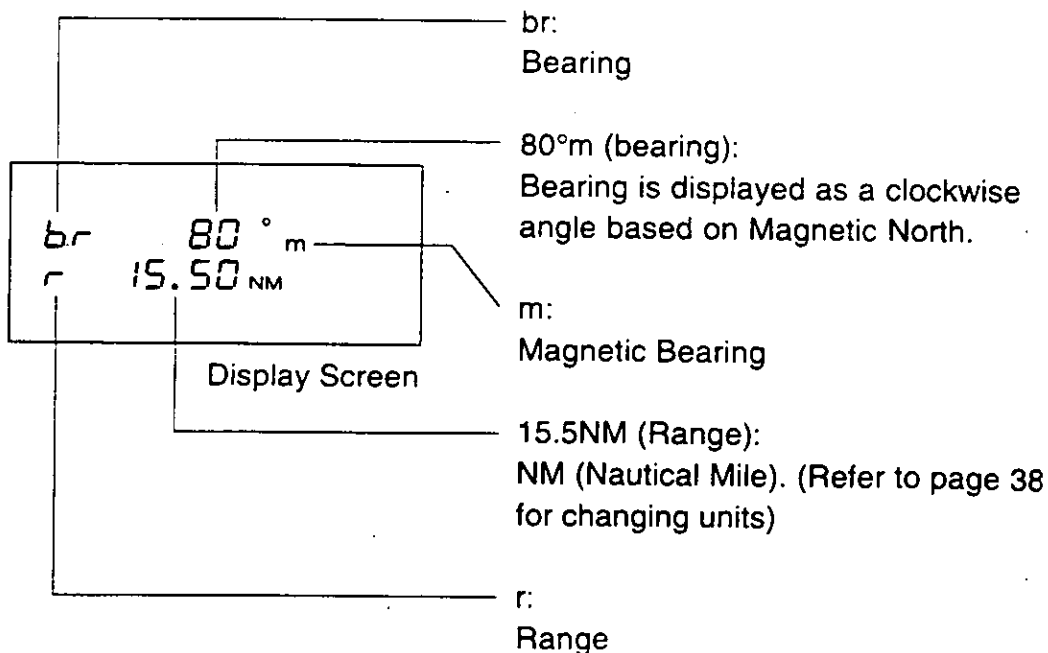 br:
Bearing
80°m (bearing):
Bearing is displayed as a clockwise
angle based on Magnetic North.
br 80° m
r 15.50 NM
Display Screen
m:
Magnetic Bearing
15.5NM (Range):
NM (Nautical Mile). (Refer to page 38
for changing units)
r:
Range